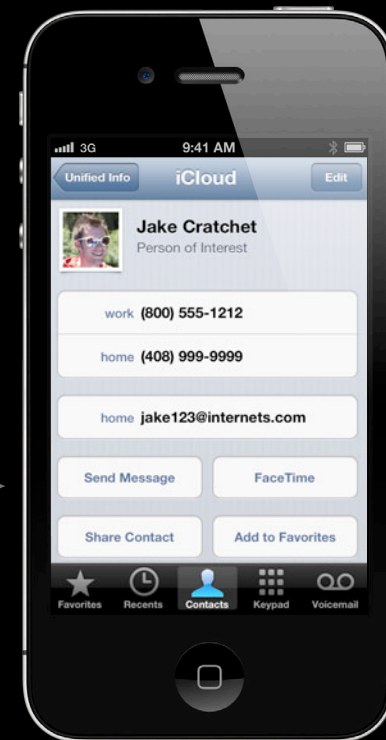 3G 9:41 AM
Unified Info iCloud Edit
Jake Cratchet
Person of Interest
work (800) 555-1212
home (408) 999-9999
home jake123@internets.com
Send Message FaceTime
Share Contact Add to Favorites
Favorites Recents Contacts Keypad Voicemail